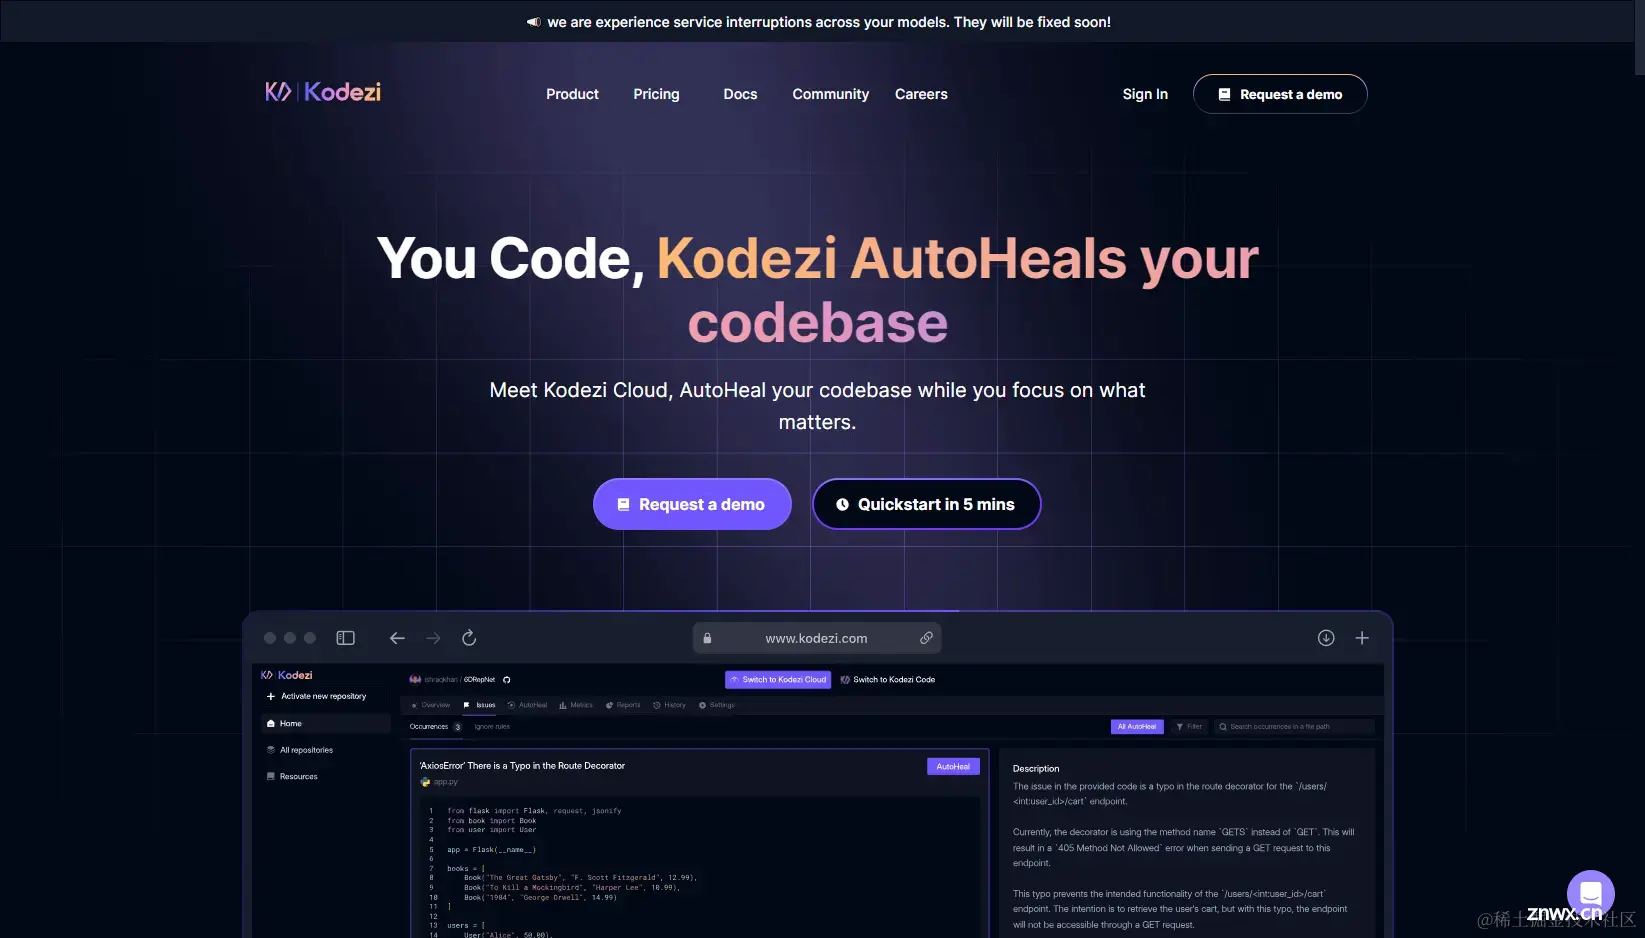 we are experience service interruptions across your models. They will be fixed soon!
Kodezi
Product
Pricing
Docs
Community
Careers
Sign In
Request a demo
You Code, Kodezi AutoHeals your
codebase
Meet Kodezi Cloud, AutoHeal your codebase while you focus on what
matters.
Request a demo
Quickstart in 5 mins
www.kodezi.com
Kodezi
ishraqkhan / GDRepNet
Switch to Kodezi Cloud
Switch to Kodezi Code
Activate new repository
Overview
Issues
AutoHeal
Metrics
Reports
History
Settings
Home
Occurrences 3
Ignore rules
All AutoHeal
Filter
Search occurrences in a file path
All repositories
Resources
'AxiosError' There is a Typo in the Route Decorator
AutoHeal
app.py
1 from flask import Flask, request, jsonify
2 from book import Book
3 from user import User
4
5 app = Flask(__name__)
6
7 books = [
8 Book("The Great Gatsby", "F. Scott Fitzgerald", 12.99),
9 Book("To Kill a Mockingbird", "Harper Lee", 10.99),
10 Book("1984", "George Orwell", 14.99)
11 ]
12
13 users = [
14 User("Alice", 50.00),
Description
The issue in the provided code is a typo in the route decorator for the `/users/
<int:user_id>/cart` endpoint.
Currently, the decorator is using the method name `GETS` instead of `GET`. This will
result in a `405 Method Not Allowed` error when sending a GET request to this
endpoint.
This typo prevents the intended functionality of the `/users/<int:user_id>/cart`
endpoint. The intention is to retrieve the user's cart, but with this typo, the endpoint
will not be accessible through a GET request.
znwx.cn
@稀土掘金技术社区